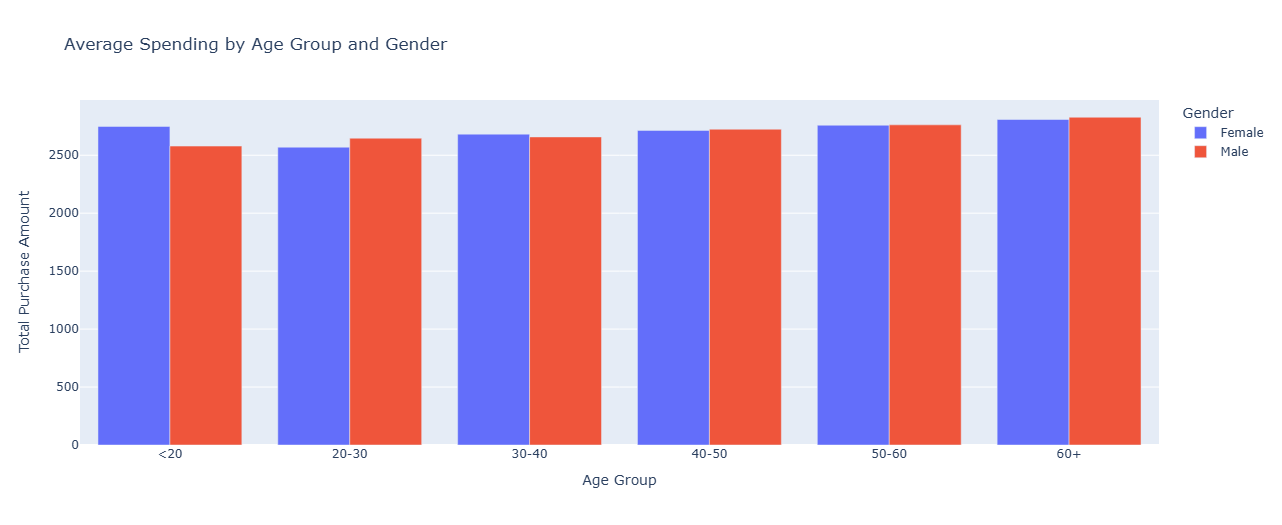 Average Spending by Age Group and Gender
Total Purchase Amount
2500
2000
1500
1000
500
0
<20
20-30
30-40
40-50
50-60
60+
Age Group
Gender
Female
Male